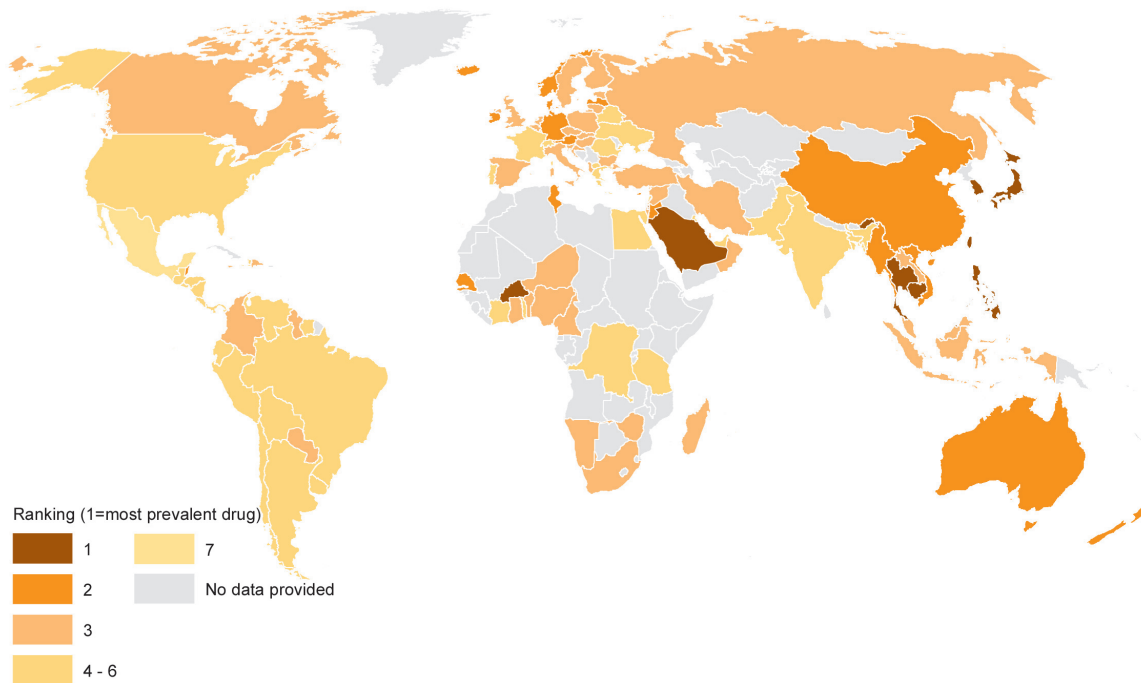 Ranking (1=most prevalent drug)
1
2
3
4 - 6
7
No data provided